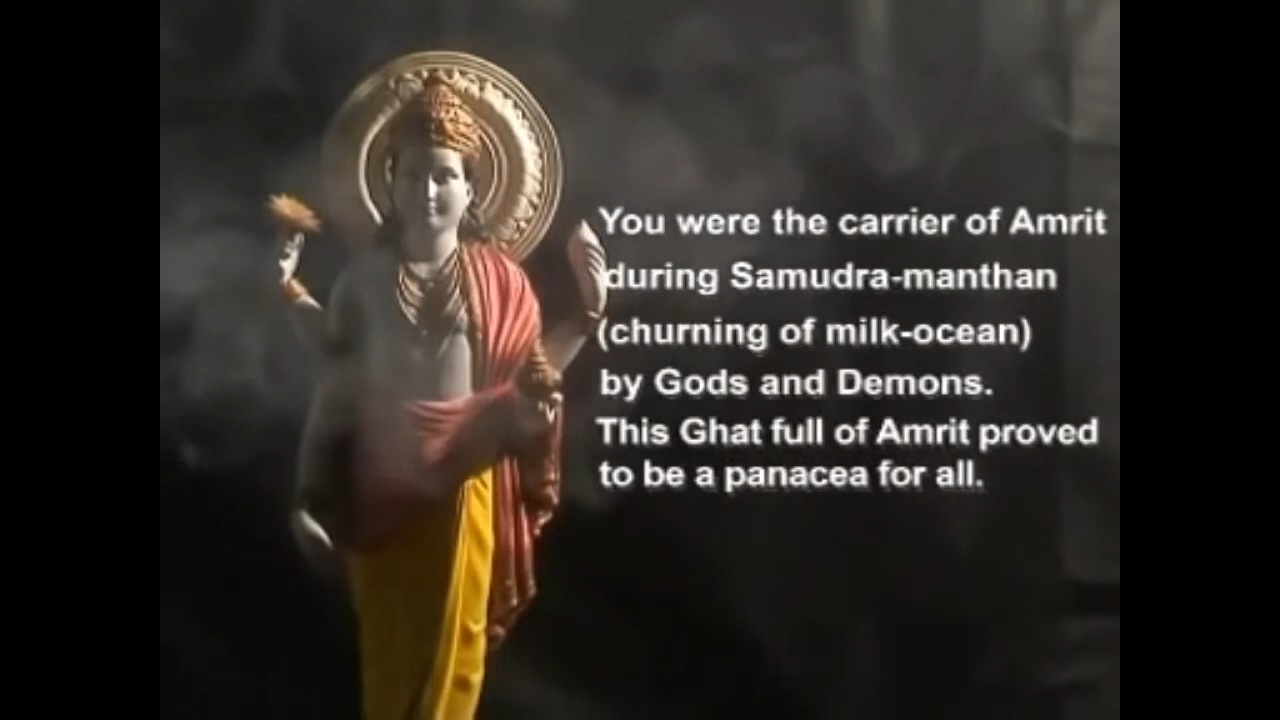 You were the carrier of Amrit
during Samudra-manthan
(churning of milk-ocean)
by Gods and Demons.
This Ghat full of Amrit proved
to be a panacea for all.